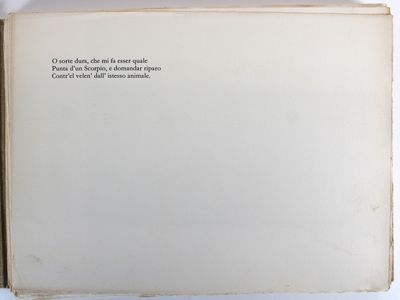 O sorte dura, che mi fa esser quale
Punta d'un Scorpio, e domandar riparo
Contr'el velen' dall' istesso animale.